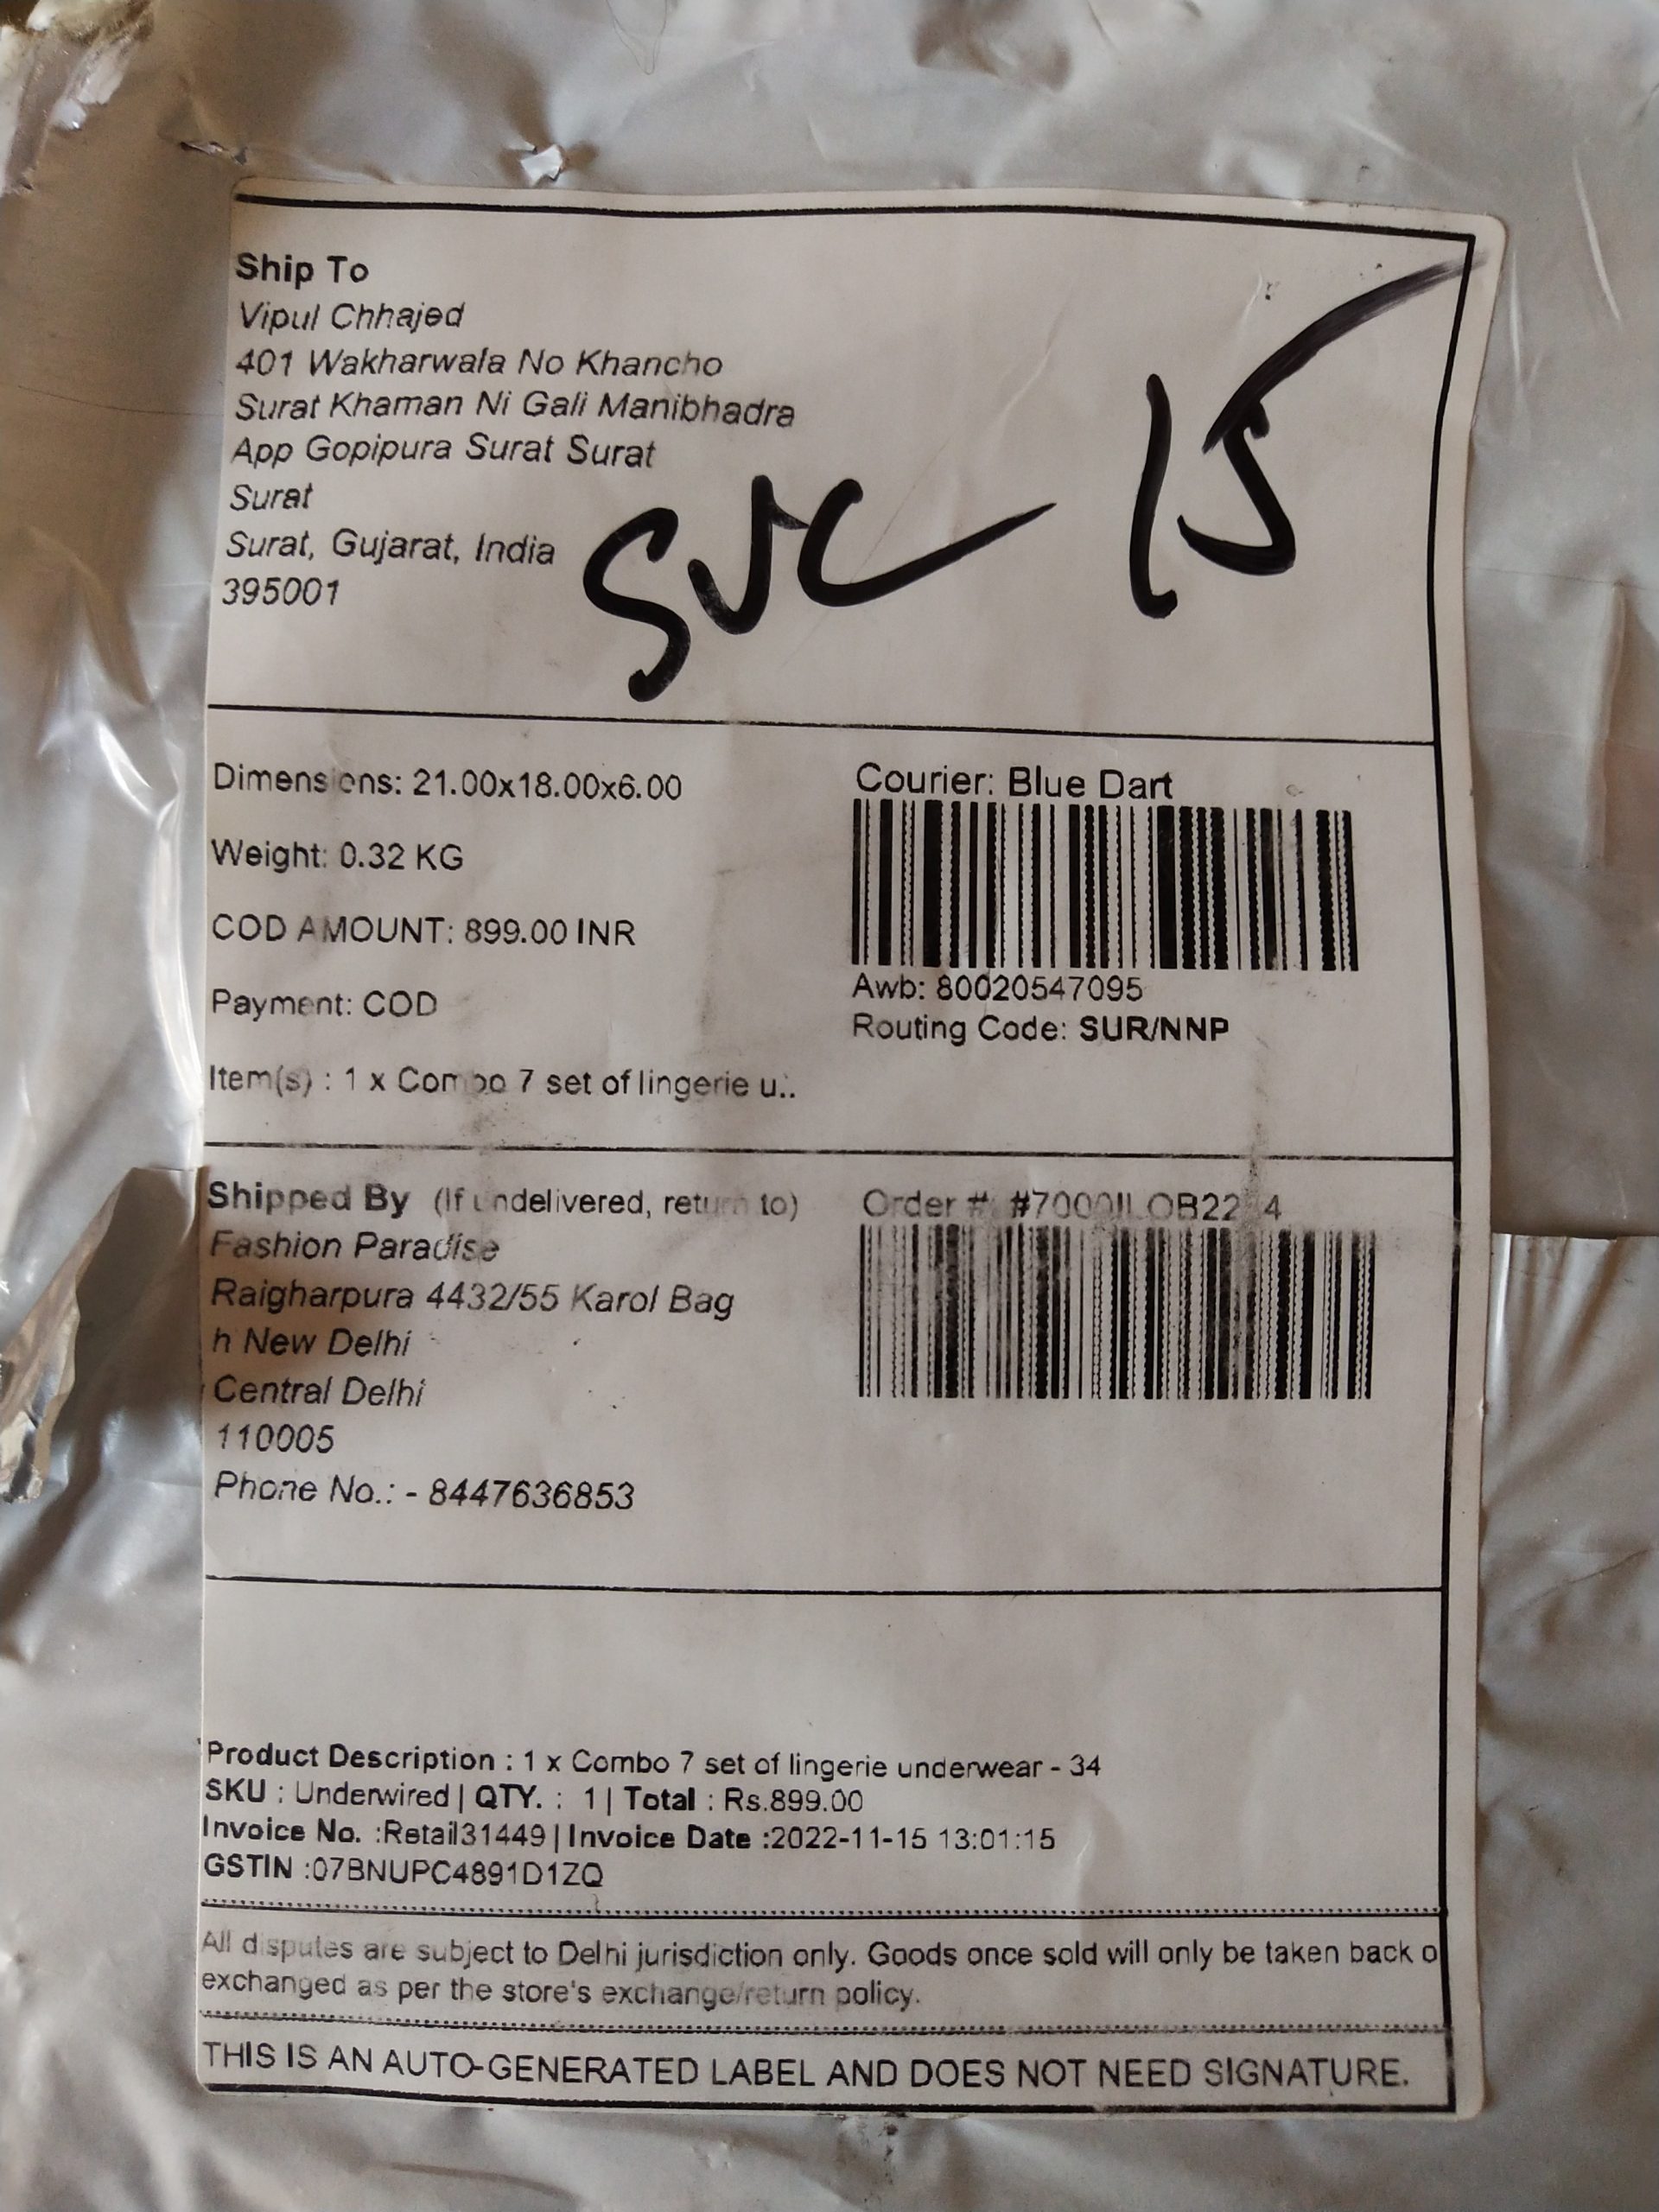 Ship To
Vipul Chhajed
401 Wakharwala No Khancho
Surat Khaman Ni Gali Manibhadra
App Gopipura Surat Surat
Surat
Surat, Gujarat, India
395001
SVC 15
Dimensions: 21.00x18.00x6.00
Weight: 0.32 KG
COD AMOUNT: 899.00 INR
Payment: COD
Item(s) : 1 x Combo 7 set of lingerie u..
Courier: Blue Dart
Awb: 80020547095
Routing Code: SUR/NNP
Shipped By (If undelivered, return to)
Fashion Paradise
Raigharpura 4432/55 Karol Bag
h New Delhi
Central Delhi
110005
Phone No.: - 8447636853
Order #:
Product Description : 1 x Combo 7 set of lingerie underwear - 34
SKU : Underwired | QTY. : 1 | Total : Rs.899.00
Invoice No. :Retail31449 | Invoice Date :2022-11-15 13:01:15
GSTIN :07BNUPC4891D1ZQ
All disputes are subject to Delhi jurisdiction only. Goods once sold will only be taken back o
exchanged as per the store's exchange/return policy.
THIS IS AN AUTO-GENERATED LABEL AND DOES NOT NEED SIGNATURE.